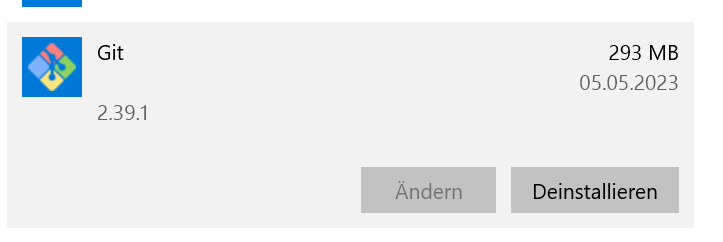 Git
293 MB
05.05.2023
2.39.1
Ändern
Deinstallieren